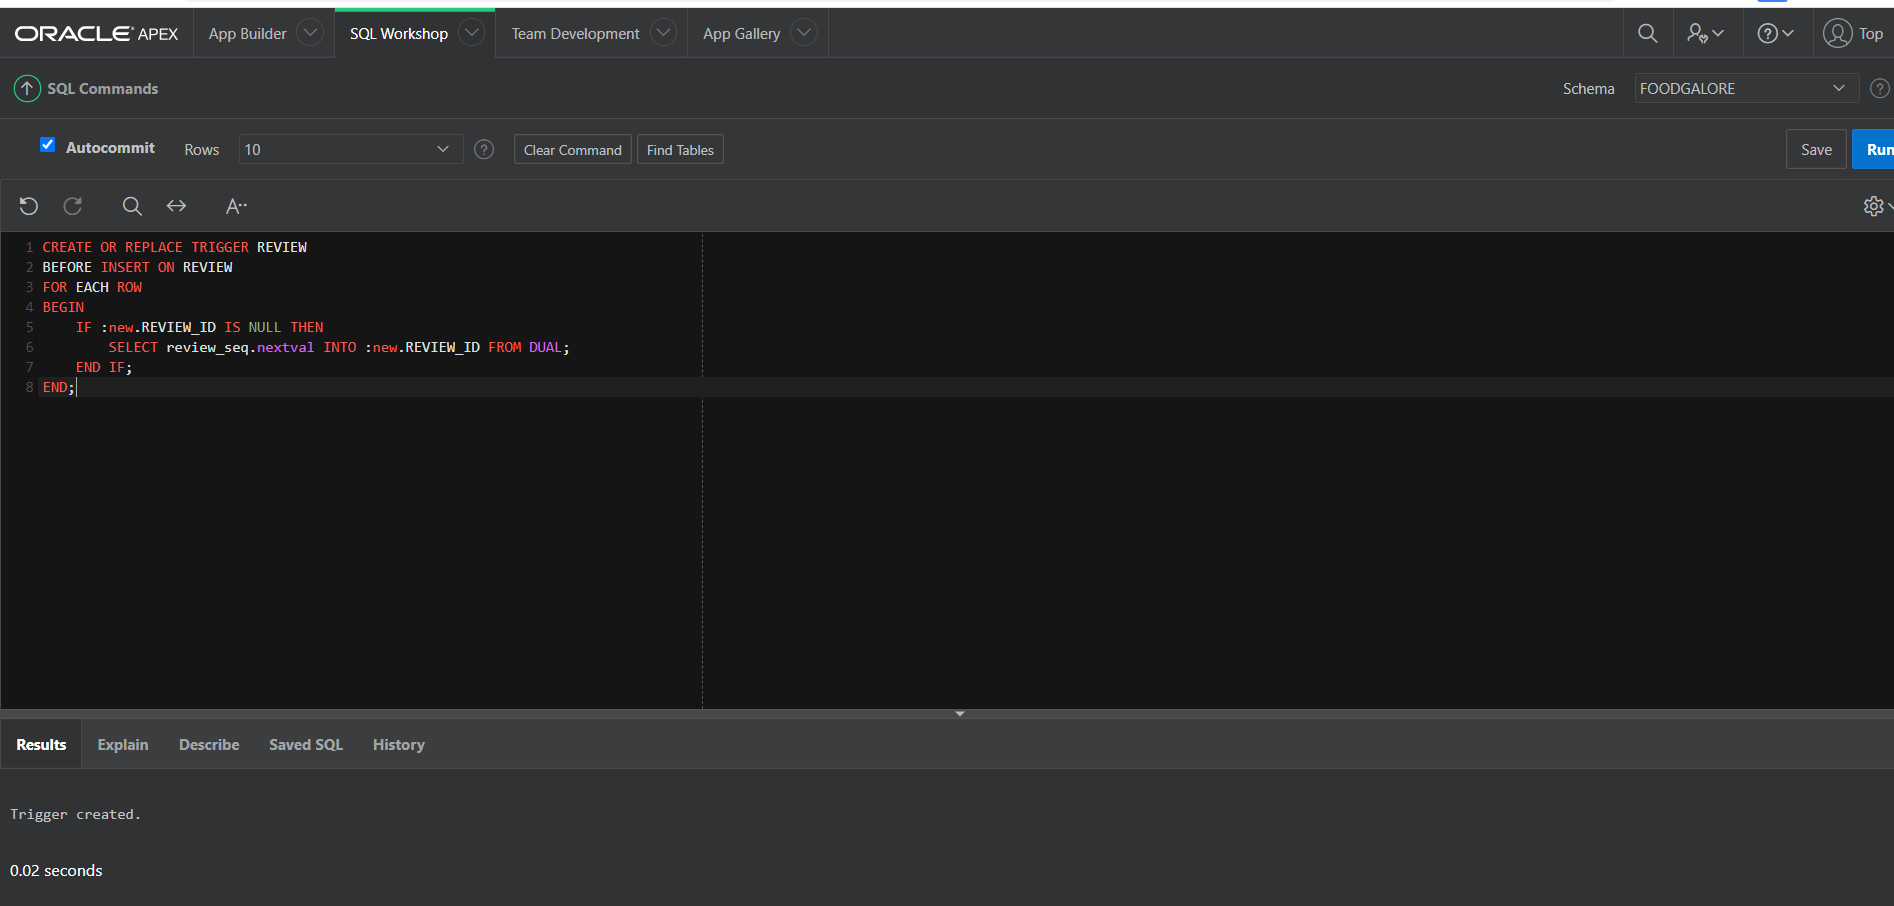 ORACLE APEX App Builder SQL Workshop Team Development App Gallery Top
SQL Commands Schema FOODGALORE
Autocommit Rows 10 Clear Command Find Tables Save Run
A
1 CREATE OR REPLACE TRIGGER REVIEW
2 BEFORE INSERT ON REVIEW
3 FOR EACH ROW
4 BEGIN
5 IF :new.REVIEW_ID IS NULL THEN
6 SELECT review_seq.nextval INTO :new.REVIEW_ID FROM DUAL;
7 END IF;
8 END;
Results Explain Describe Saved SQL History
Trigger created.
0.02 seconds